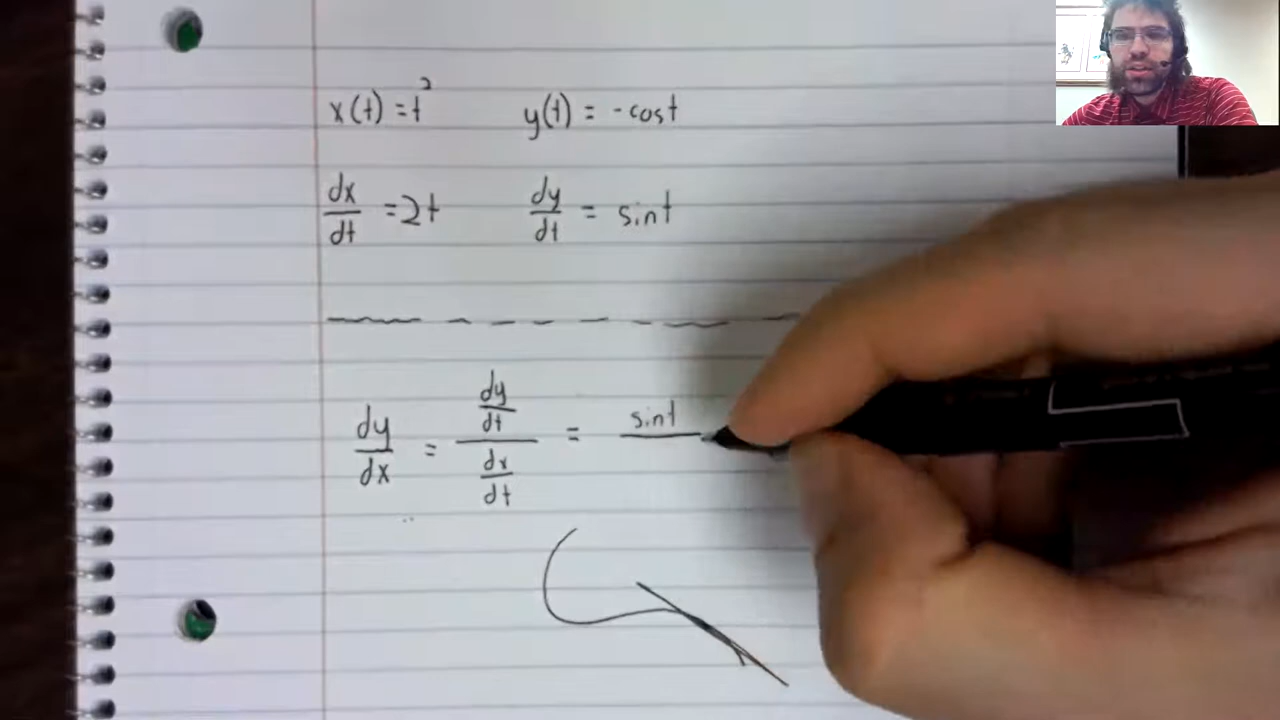 x(t) = t² y(t) = -cost
dx/dt = 2t dy/dt = sint
dy/dx = (dy/dt)/(dx/dt) = sint